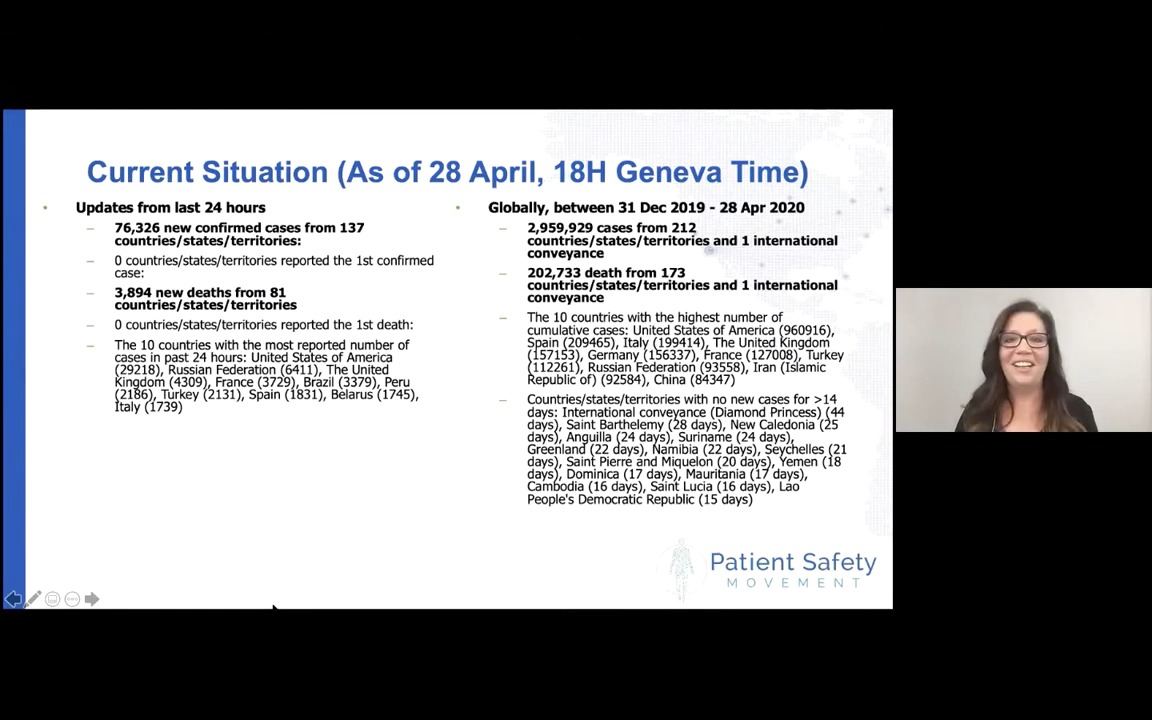 Current Situation (As of 28 April, 18H Geneva Time)
Updates from last 24 hours
76,326 new confirmed cases from 137
countries/states/territories:
0 countries/states/territories reported the 1st confirmed
case:
3,894 new deaths from 81
countries/states/territories
0 countries/states/territories reported the 1st death:
The 10 countries with the most reported number of
cases in past 24 hours: United States of America
(29218), Russian Federation (6411), The United
Kingdom (4309), France (3729), Brazil (3379), Peru
(2186), Turkey (2131), Spain (1831), Belarus (1745),
Italy (1739)
Globally, between 31 Dec 2019 - 28 Apr 2020
2,959,929 cases from 212
countries/states/territories and 1 international
conveyance
202,733 death from 173
countries/states/territories and 1 international
conveyance
The 10 countries with the highest number of
cumulative cases: United States of America (960916),
Spain (209465), Italy (199414), The United Kingdom
(157153), Germany (156337), France (127008), Turkey
(112261), Russian Federation (93558), Iran (Islamic
Republic of) (92584), China (84347)
Countries/states/territories with no new cases for >14
days: International conveyance (Diamond Princess) (44
days), Saint Barthelemy (28 days), New Caledonia (25
days), Anguilla (24 days), Suriname (24 days),
Greenland (22 days), Namibia (22 days), Seychelles (21
days), Saint Pierre and Miquelon (20 days), Yemen (18
days), Dominica (17 days), Mauritania (17 days),
Cambodia (16 days), Saint Lucia (16 days), Lao
People's Democratic Republic (15 days)
Patient Safety
MOVEMENT